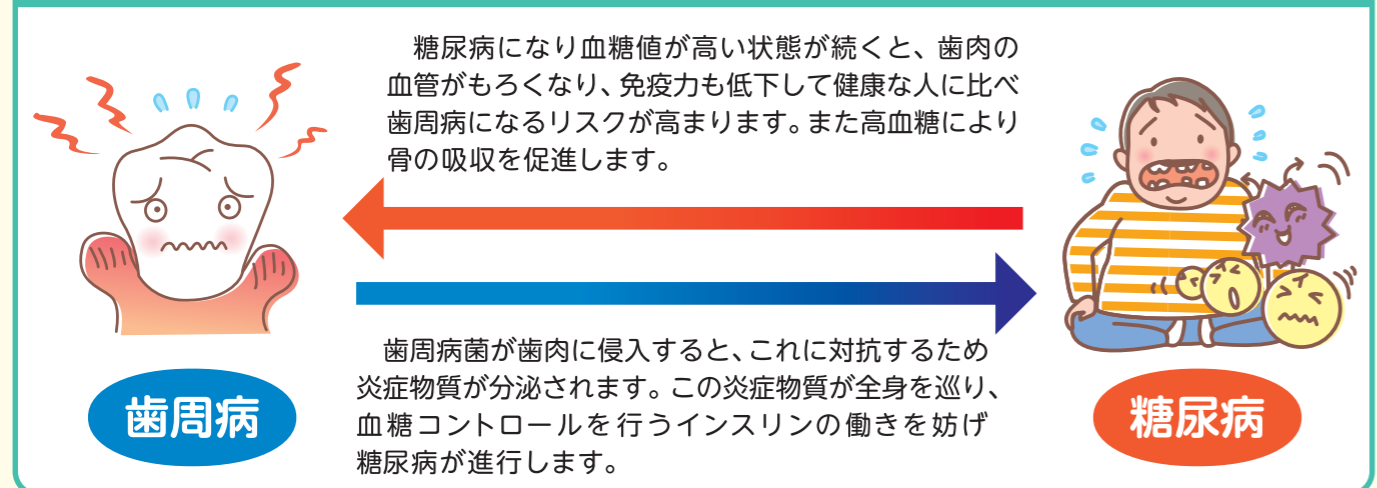 糖尿病になり血糖値が高い状態が続くと、歯肉の
血管がもろくなり、免疫力も低下して健康な人に比べ
歯周病になるリスクが高まります。また高血糖により
骨の吸収を促進します。
歯周病菌が歯肉に侵入すると、これに対抗するため
炎症物質が分泌されます。この炎症物質が全身を巡り、
血糖コントロールを行うインスリンの働きを妨げ
糖尿病が進行します。
歯周病
糖尿病